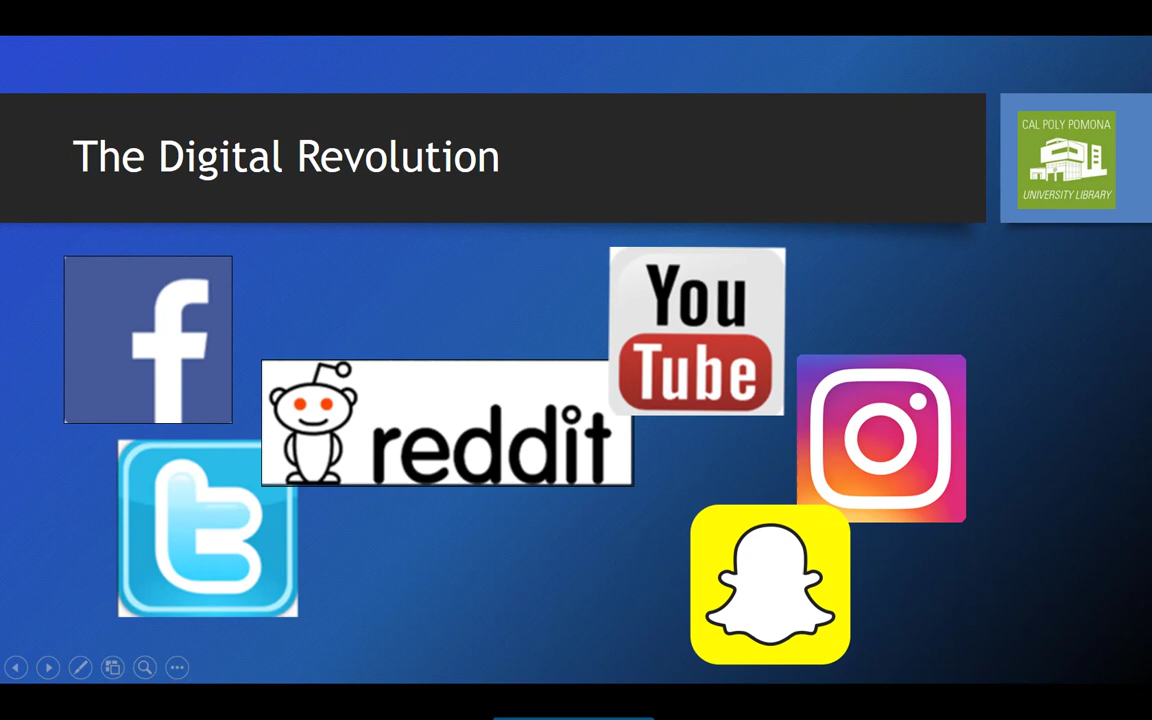 The Digital Revolution
CAL POLY POMONA
UNIVERSITY LIBRARY
f
You
Tube
reddit
t